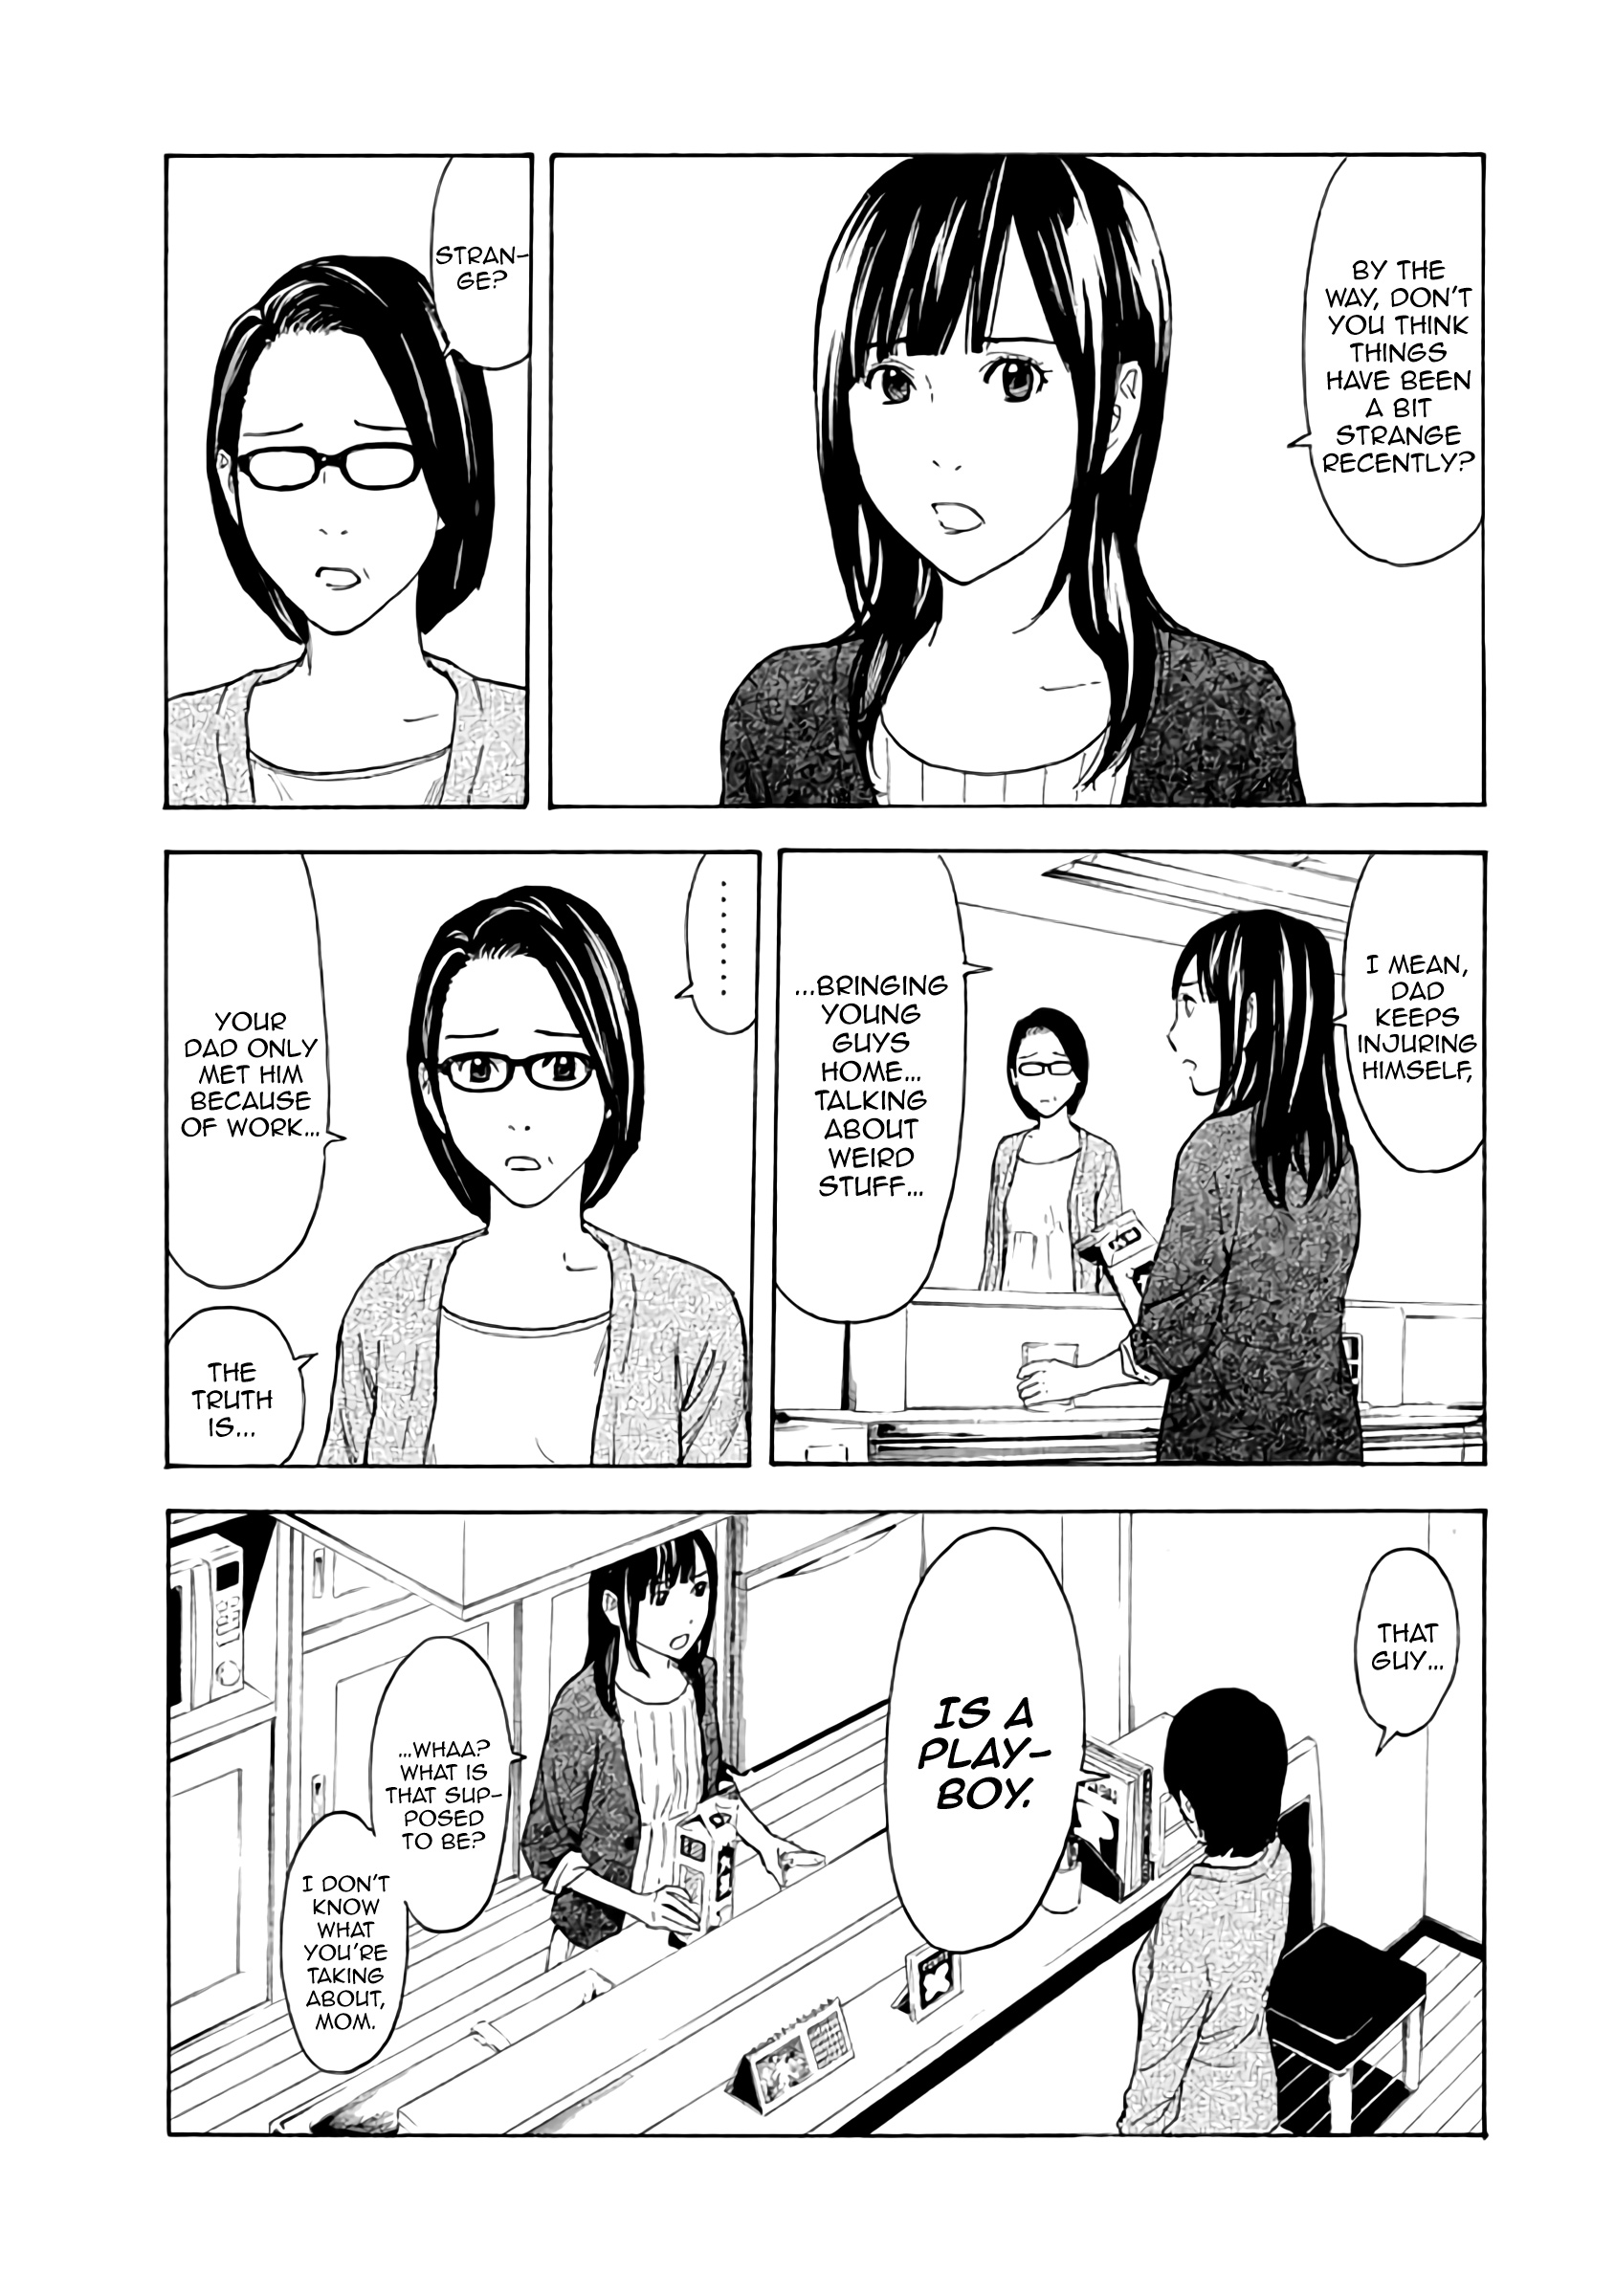 BY THE
WAY, DON'T
YOU THINK
THINGS
HAVE BEEN
A BIT
STRANGE
RECENTLY?
STRAN-
GE?
I MEAN,
DAD
KEEPS
INJURING
HIMSELF,
...BRINGING
YOUNG
GUYS
HOME...
TALKING
ABOUT
WEIRD
STUFF...
........
YOUR
DAD ONLY
MET HIM
BECAUSE
OF WORK...
THE
TRUTH
IS...
THAT
GUY...
IS A
PLAY-
BOY.
...WHAA?
WHAT IS
THAT SUP-
POSED
TO BE?
I DON'T
KNOW
WHAT
YOU'RE
TAKING
ABOUT,
MOM.